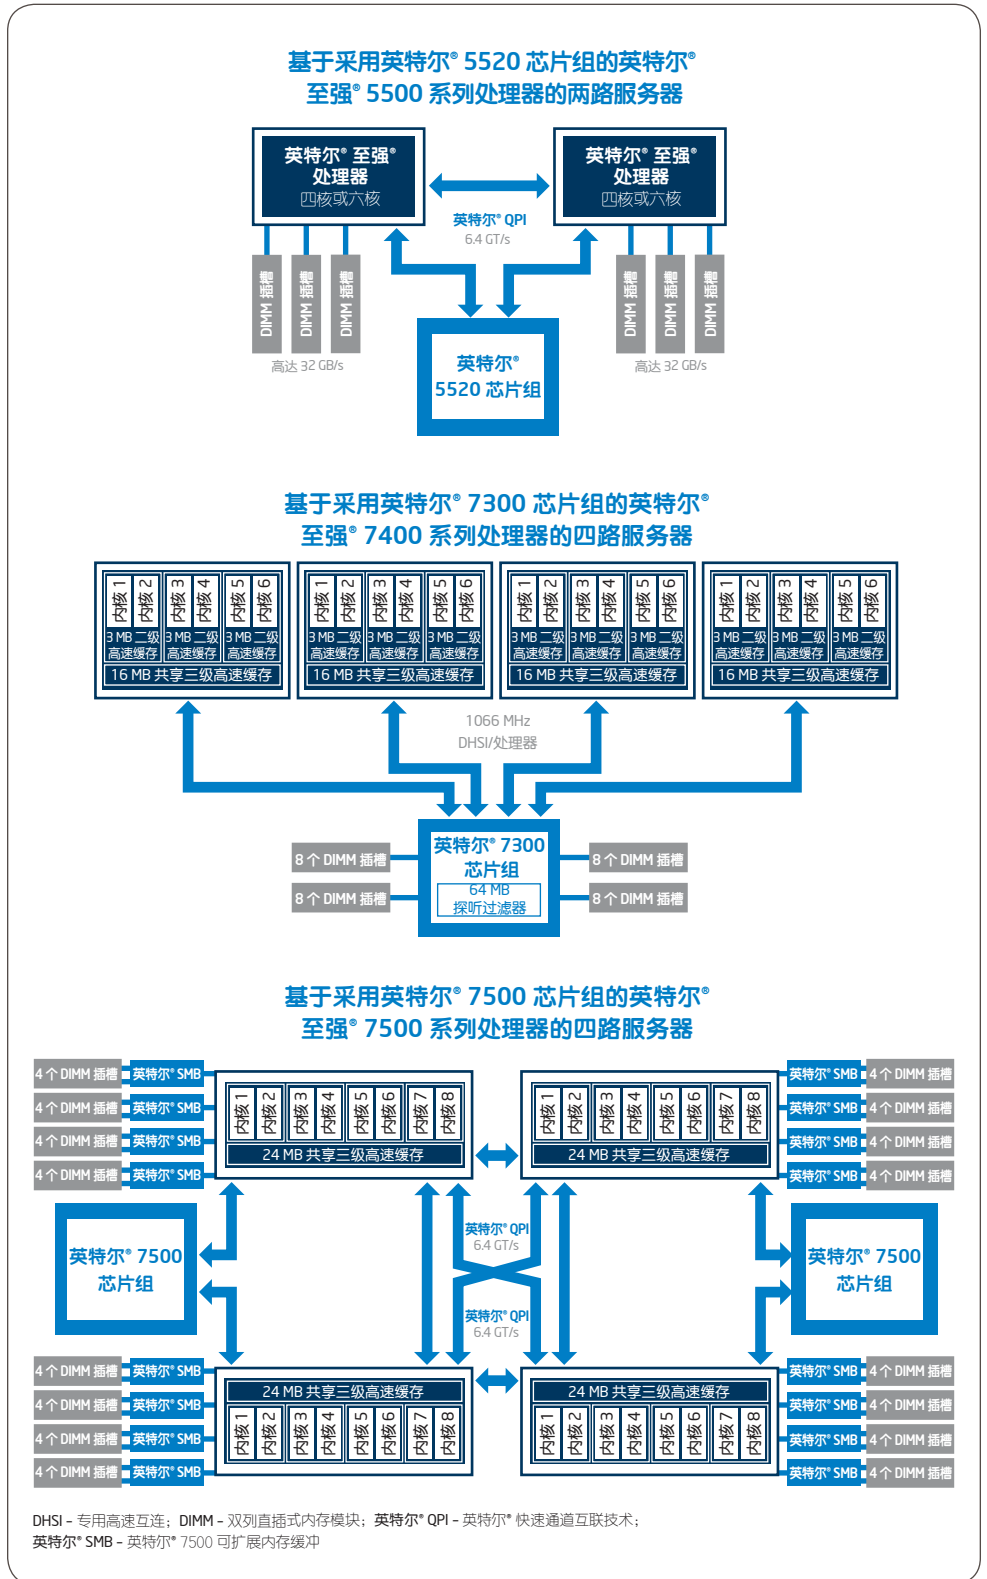 基于采用英特尔® 5520 芯片组的英特尔®
至强® 5500 系列处理器的两路服务器
英特尔® 至强®
处理器
四核或六核
英特尔® 至强®
处理器
四核或六核
英特尔® QPI
6.4 GT/s
DIMM 插槽
DIMM 插槽
DIMM 插槽
DIMM 插槽
DIMM 插槽
DIMM 插槽
高达 32 GB/s
高达 32 GB/s
英特尔®
5520 芯片组
基于采用英特尔® 7300 芯片组的英特尔®
至强® 7400 系列处理器的四路服务器
内核 1
内核 2
内核 3
内核 4
内核 5
内核 6
3 MB 二级
高速缓存
3 MB 二级
高速缓存
3 MB 二级
高速缓存
16 MB 共享三级高速缓存
内核 1
内核 2
内核 3
内核 4
内核 5
内核 6
3 MB 二级
高速缓存
3 MB 二级
高速缓存
3 MB 二级
高速缓存
16 MB 共享三级高速缓存
内核 1
内核 2
内核 3
内核 4
内核 5
内核 6
3 MB 二级
高速缓存
3 MB 二级
高速缓存
3 MB 二级
高速缓存
16 MB 共享三级高速缓存
内核 1
内核 2
内核 3
内核 4
内核 5
内核 6
3 MB 二级
高速缓存
3 MB 二级
高速缓存
3 MB 二级
高速缓存
16 MB 共享三级高速缓存
1066 MHz
DHSI/处理器
英特尔® 7300
芯片组
64 MB
探听过滤器
8 个 DIMM 插槽
8 个 DIMM 插槽
8 个 DIMM 插槽
8 个 DIMM 插槽
基于采用英特尔® 7500 芯片组的英特尔®
至强® 7500 系列处理器的四路服务器
4 个 DIMM 插槽 英特尔® SMB
4 个 DIMM 插槽 英特尔® SMB
4 个 DIMM 插槽 英特尔® SMB
4 个 DIMM 插槽 英特尔® SMB
内核 1
内核 2
内核 3
内核 4
内核 5
内核 6
内核 7
内核 8
24 MB 共享三级高速缓存
内核 1
内核 2
内核 3
内核 4
内核 5
内核 6
内核 7
内核 8
24 MB 共享三级高速缓存
英特尔® SMB 4 个 DIMM 插槽
英特尔® SMB 4 个 DIMM 插槽
英特尔® SMB 4 个 DIMM 插槽
英特尔® SMB 4 个 DIMM 插槽
英特尔® 7500
芯片组
英特尔® QPI
6.4 GT/s
英特尔® QPI
6.4 GT/s
英特尔® 7500
芯片组
4 个 DIMM 插槽 英特尔® SMB
4 个 DIMM 插槽 英特尔® SMB
4 个 DIMM 插槽 英特尔® SMB
4 个 DIMM 插槽 英特尔® SMB
24 MB 共享三级高速缓存
内核 1
内核 2
内核 3
内核 4
内核 5
内核 6
内核 7
内核 8
24 MB 共享三级高速缓存
内核 1
内核 2
内核 3
内核 4
内核 5
内核 6
内核 7
内核 8
英特尔® SMB 4 个 DIMM 插槽
英特尔® SMB 4 个 DIMM 插槽
英特尔® SMB 4 个 DIMM 插槽
英特尔® SMB 4 个 DIMM 插槽
DHSI – 专用高速互连；DIMM – 双列直插式内存模块；英特尔® QPI – 英特尔® 快速通道互联技术；
英特尔® SMB – 英特尔® 7500 可扩展内存缓冲